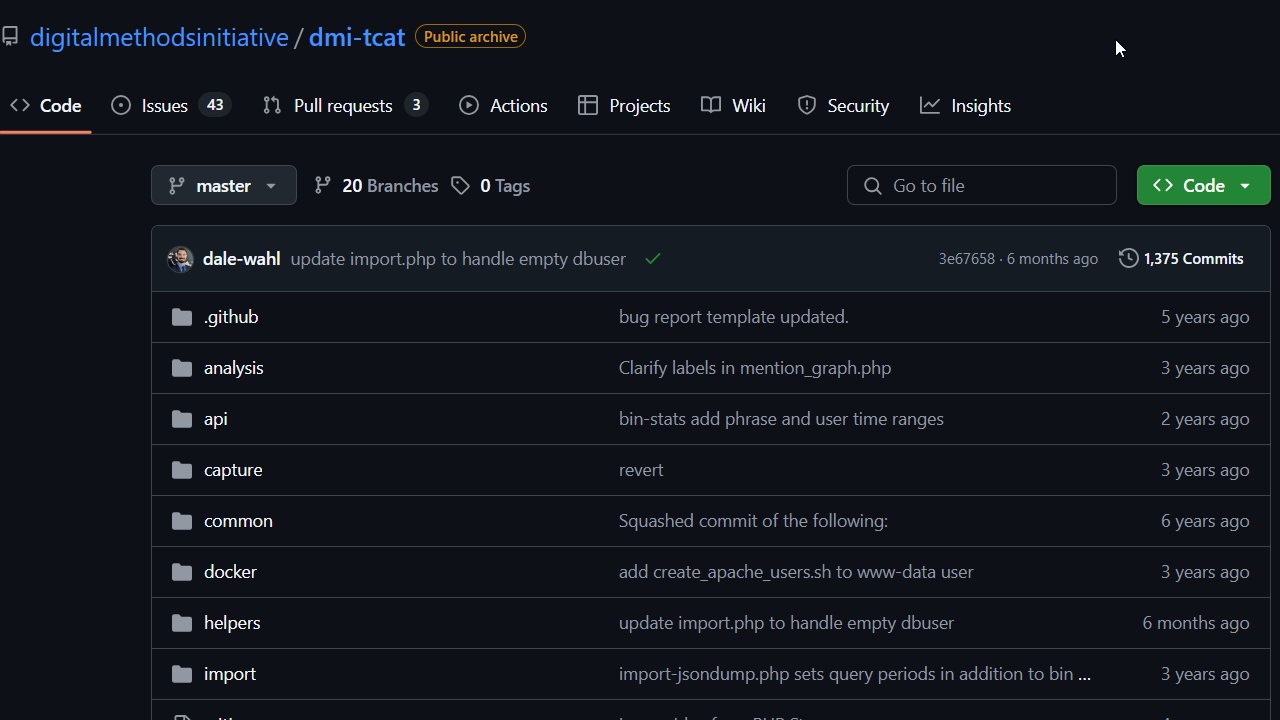 digitalmethodsinitiative / dmi-tcat Public archive
Code Issues 43 Pull requests 3 Actions Projects Wiki Security Insights
master 20 Branches 0 Tags Go to file Code
dale-wahl update import.php to handle empty dbuser 3e67658 · 6 months ago 1,375 Commits
.github bug report template updated. 5 years ago
analysis Clarify labels in mention_graph.php 3 years ago
api bin-stats add phrase and user time ranges 2 years ago
capture revert 3 years ago
common Squashed commit of the following: 6 years ago
docker add create_apache_users.sh to www-data user 3 years ago
helpers update import.php to handle empty dbuser 6 months ago
import import-jsondump.php sets query periods in addition to bin ... 3 years ago